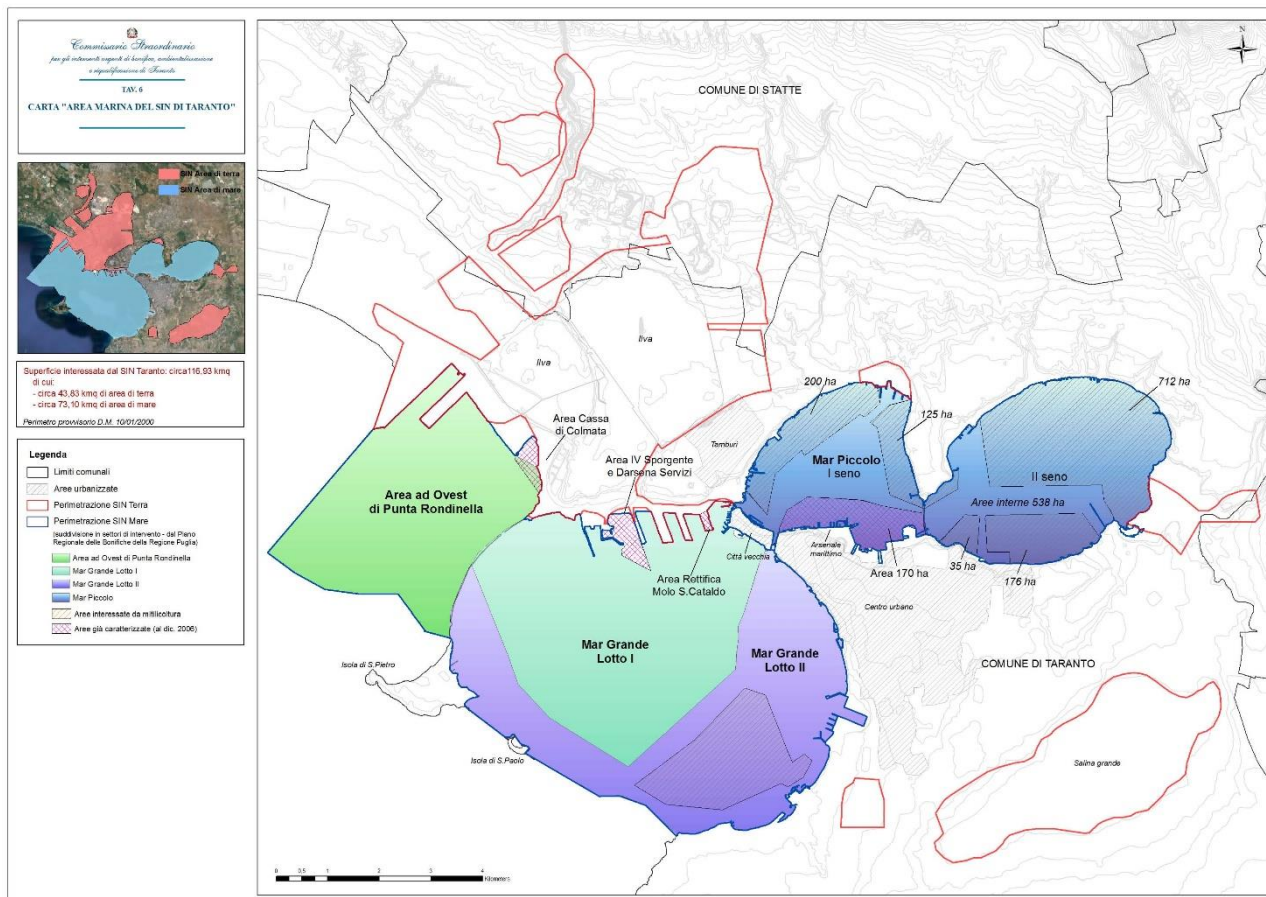 Commissario Straordinario
per gli interventi urgenti di bonifica, ambientalizzazione
e riqualificazione di Taranto
TAV. 6
CARTA "AREA MARINA DEL SIN DI TARANTO"
SIN Area di terra
SIN Area di mare
Superficie interessata dal SIN Taranto: circa116,93 kmq
di cui:
- circa 43,83 kmq di area di terra
- circa 73,10 kmq di area di mare
Perimetro provvisorio D.M. 10/01/2000
Legenda
Limiti comunali
Aree urbanizzate
Perimetrazione SIN Terra
Perimetrazione SIN Mare
(suddivisione in settori di intervento - dal Piano
Regionale delle Bonifiche della Regione Puglia)
Area ad Ovest di Punta Rondinella
Mar Grande Lotto I
Mar Grande Lotto II
Mar Piccolo
Aree interessate da mitilicoltura
Aree già caratterizzate (al dic. 2006)
N
COMUNE DI STATTE
Ilva
Ilva
200 ha
712 ha
125 ha
Area Cassa
di Colmata
Tamburi
Area IV Sporgente
e Darsena Servizi
Mar Piccolo
I seno
II seno
Aree interne 538 ha
Area ad Ovest
di Punta Rondinella
Città vecchia
Arsenale
marittimo
Area 170 ha
35 ha
176 ha
Area Rettifica
Molo S.Cataldo
Centro urbano
Mar Grande
Lotto I
Mar Grande
Lotto II
COMUNE DI TARANTO
Isola di S.Pietro
Isola di S.Paolo
Salina grande
0 0,5 1 2 3 4
Kilometers